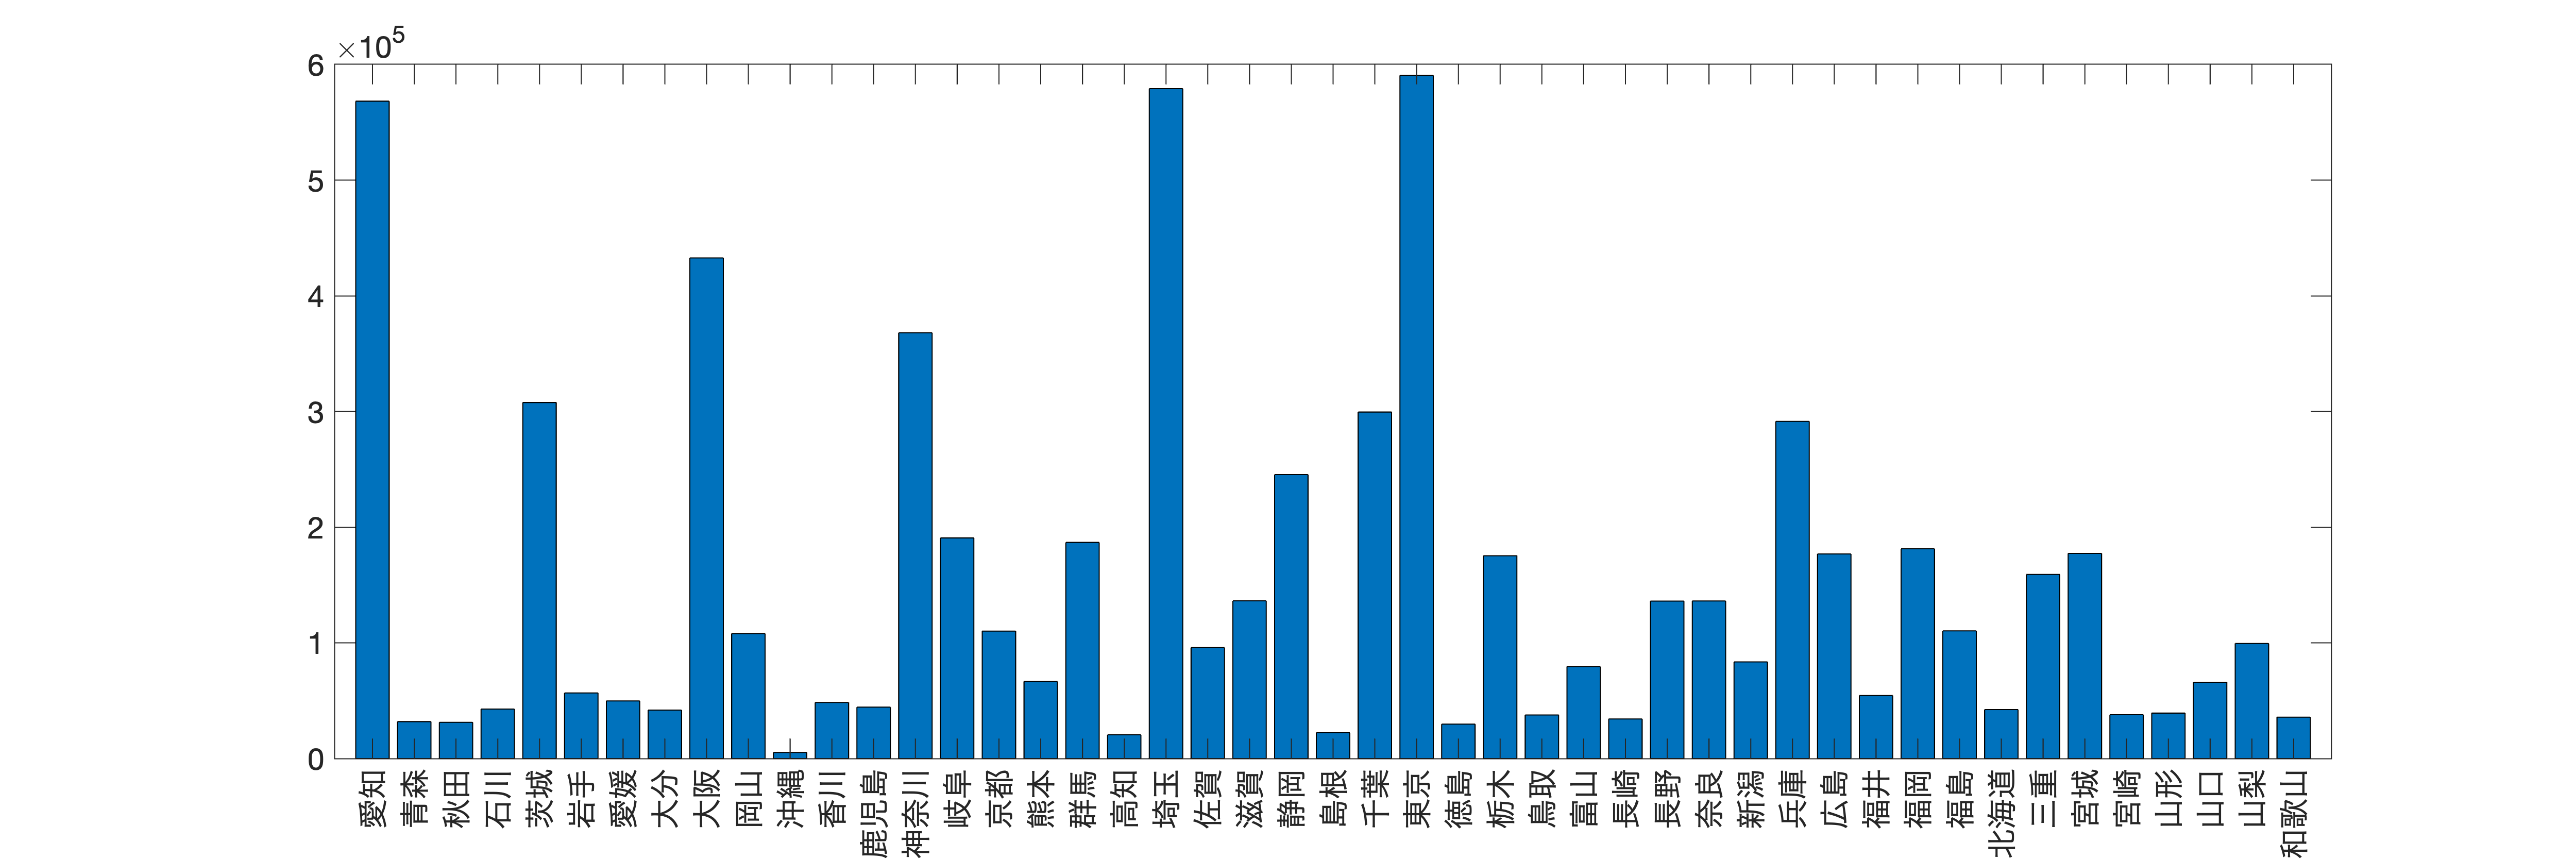 ×10⁵
6
5
4
3
2
1
0
愛知
青森
秋田
石川
茨城
岩手
愛媛
大分
大阪
岡山
沖縄
香川
鹿児島
神奈川
岐阜
京都
熊本
群馬
高知
埼玉
佐賀
滋賀
静岡
島根
千葉
東京
徳島
栃木
鳥取
富山
長崎
長野
奈良
新潟
兵庫
広島
福井
福岡
福島
北海道
三重
宮城
宮崎
山形
山口
山梨
和歌山